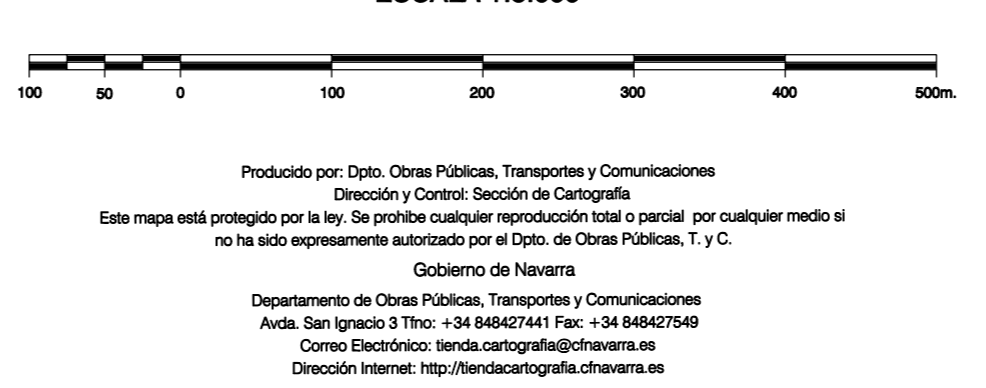 100 50 0 100 200 300 400 500m.
Producido por: Dpto. Obras Públicas, Transportes y Comunicaciones
Dirección y Control: Sección de Cartografía
Este mapa está protegido por la ley. Se prohibe cualquier reproducción total o parcial por cualquier medio si
no ha sido expresamente autorizado por el Dpto. de Obras Públicas, T. y C.
Gobierno de Navarra
Departamento de Obras Públicas, Transportes y Comunicaciones
Avda. San Ignacio 3 Tfno: +34 848427441 Fax: +34 848427549
Correo Electrónico: tienda.cartografia@cfnavarra.es
Dirección Internet: http://tiendacartografia.cfnavarra.es